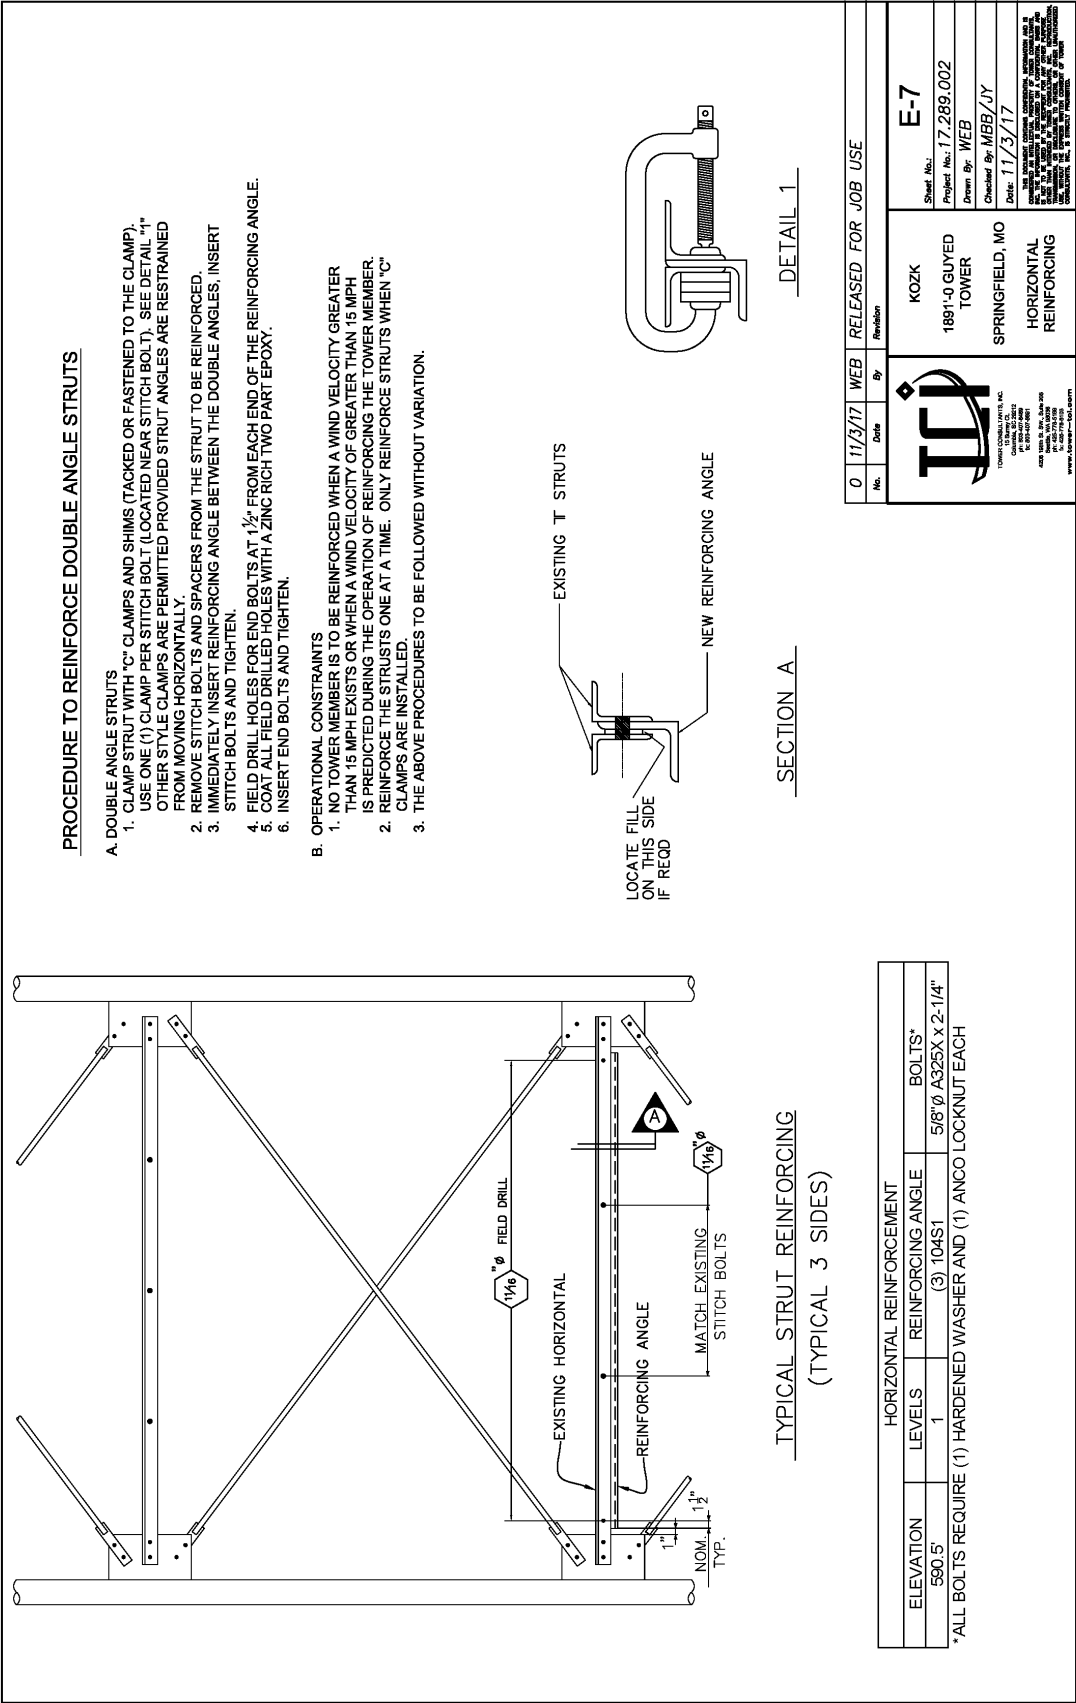 PROCEDURE TO REINFORCE DOUBLE ANGLE STRUTS
A. DOUBLE ANGLE STRUTS
1. CLAMP STRUT WITH "C" CLAMPS AND SHIMS (TACKED OR FASTENED TO THE CLAMP).
USE ONE (1) CLAMP PER STITCH BOLT (LOCATED NEAR STITCH BOLT). SEE DETAIL "1"
OTHER STYLE CLAMPS ARE PERMITTED PROVIDED STRUT ANGLES ARE RESTRAINED
FROM MOVING HORIZONTALLY.
2. REMOVE STITCH BOLTS AND SPACERS FROM THE STRUT TO BE REINFORCED.
3. IMMEDIATELY INSERT REINFORCING ANGLE BETWEEN THE DOUBLE ANGLES, INSERT
STITCH BOLTS AND TIGHTEN.
4. FIELD DRILL HOLES FOR END BOLTS AT 1½" FROM EACH END OF THE REINFORCING ANGLE.
5. COAT ALL FIELD DRILLED HOLES WITH A ZINC RICH TWO PART EPOXY.
6. INSERT END BOLTS AND TIGHTEN.
B. OPERATIONAL CONSTRAINTS
1. NO TOWER MEMBER IS TO BE REINFORCED WHEN A WIND VELOCITY GREATER
THAN 15 MPH EXISTS OR WHEN A WIND VELOCITY OF GREATER THAN 15 MPH
IS PREDICTED DURING THE OPERATION OF REINFORCING THE TOWER MEMBER.
2. REINFORCE THE STRUSTS ONE AT A TIME. ONLY REINFORCE STRUTS WHEN "C"
CLAMPS ARE INSTALLED.
3. THE ABOVE PROCEDURES TO BE FOLLOWED WITHOUT VARIATION.
11/16 "Ø FIELD DRILL
EXISTING HORIZONTAL
REINFORCING ANGLE
MATCH EXISTING
STITCH BOLTS
11/16 "Ø
A
1"
1½"
NOM.
TYP.
TYPICAL STRUT REINFORCING
(TYPICAL 3 SIDES)
EXISTING STRUTS
NEW REINFORCING ANGLE
LOCATE FILL
ON THIS SIDE
IF REQD
SECTION A
DETAIL 1
HORIZONTAL REINFORCEMENT
ELEVATION LEVELS REINFORCING ANGLE BOLTS*
590.5' 1 (3) 104S1 5/8"Ø A325X x 2-1/4"
*ALL BOLTS REQUIRE (1) HARDENED WASHER AND (1) ANCO LOCKNUT EACH
0 11/3/17 WEB RELEASED FOR JOB USE
No. Date By Revision
TCI
TOWER CONSULTANTS, INC.
www.tower-tci.com
KOZK
1891'-0 GUYED
TOWER
SPRINGFIELD, MO
HORIZONTAL
REINFORCING
Sheet No.: E-7
Project No.: 17.289.002
Drawn By: WEB
Checked By: MBB/JY
Date: 11/3/17